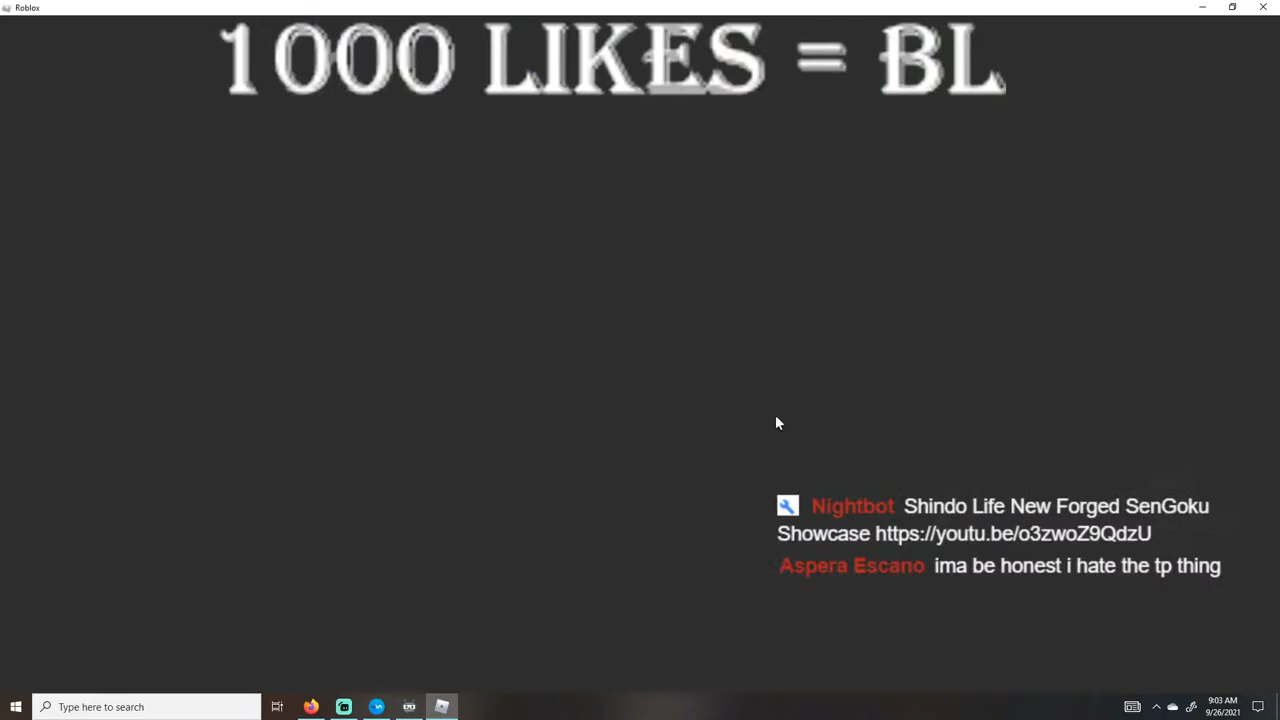 Roblox
1000 LIKES = BL
Nightbot Shindo Life New Forged SenGoku
Showcase https://youtu.be/o3zwoZ9QdzU
Aspera Escano ima be honest i hate the tp thing
Type here to search
9:03 AM
9/26/2021